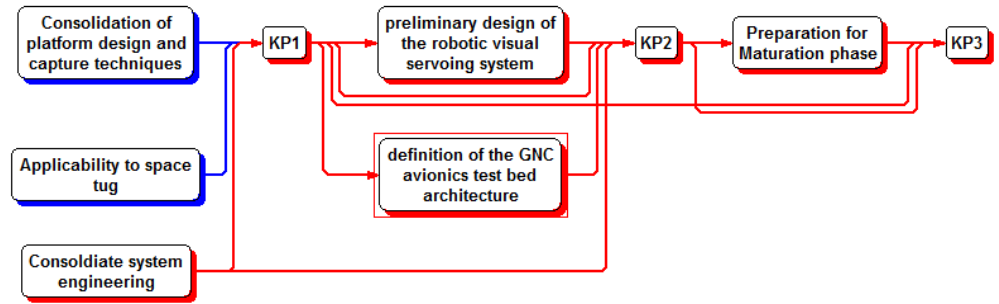 Consolidation of
platform design and
capture techniques
KP1
preliminary design of
the robotic visual
servoing system
KP2
Preparation for
Maturation phase
KP3
Applicability to space
tug
definition of the GNC
avionics test bed
architecture
Consoldiate system
engineering